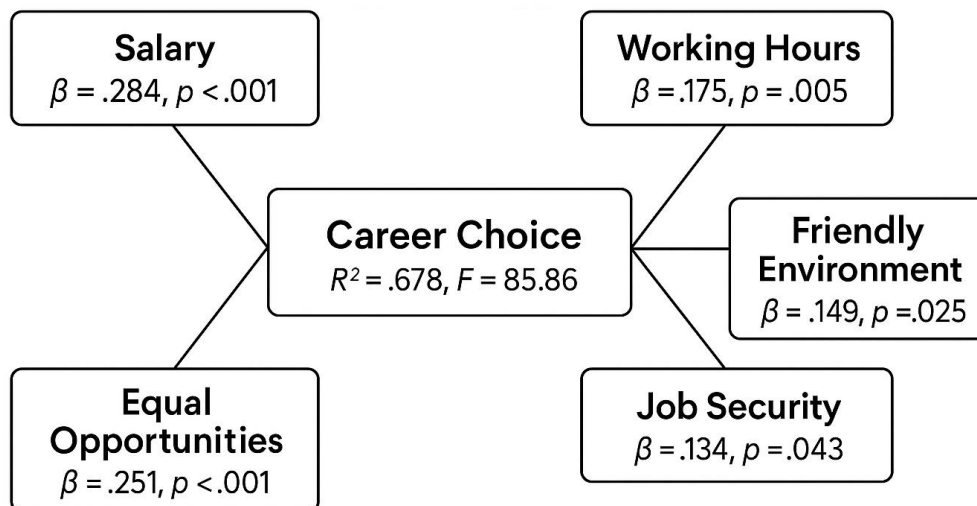 Salary
β = .284, p < .001
Working Hours
β = .175, p = .005
Career Choice
R² = .678, F = 85.86
Friendly
Environment
β = .149, p = .025
Equal
Opportunities
β = .251, p < .001
Job Security
β = .134, p = .043